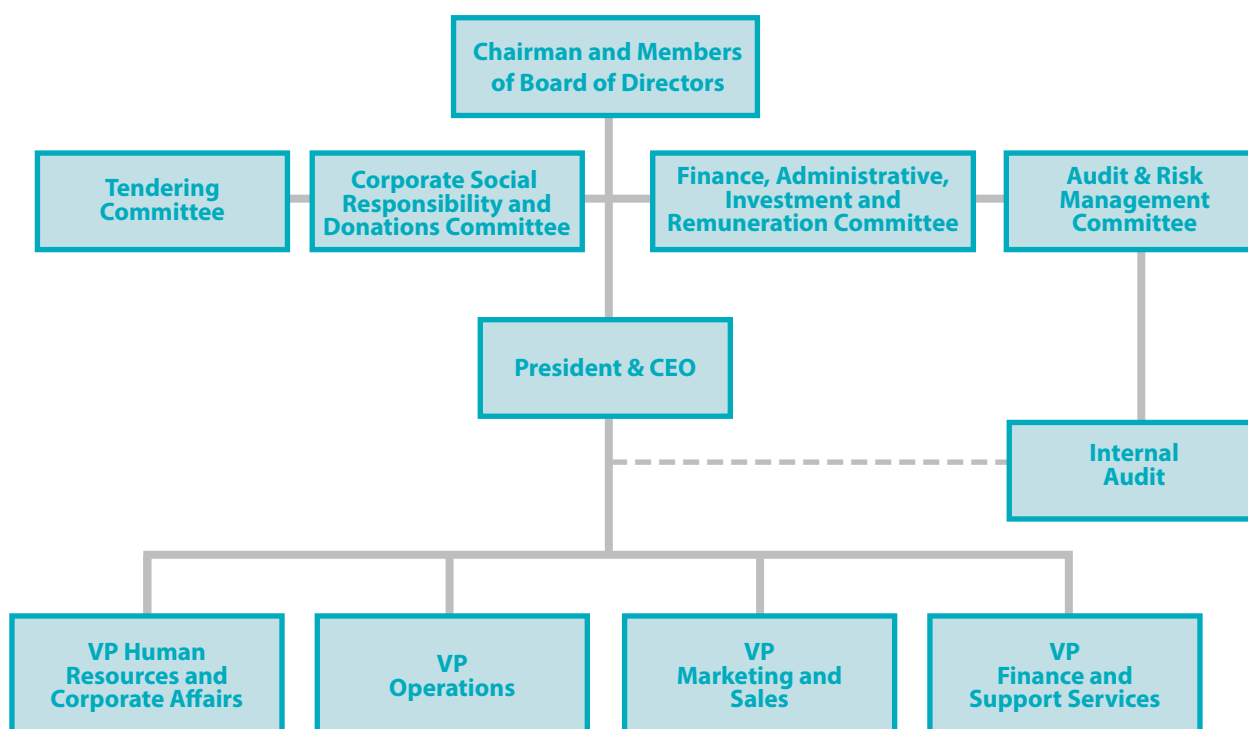 Chairman and Members
of Board of Directors
Tendering
Committee
Corporate Social
Responsibility and
Donations Committee
Finance, Administrative,
Investment and
Remuneration Committee
Audit & Risk
Management
Committee
President & CEO
Internal
Audit
VP Human
Resources and
Corporate Affairs
VP
Operations
VP
Marketing and
Sales
VP
Finance and
Support Services